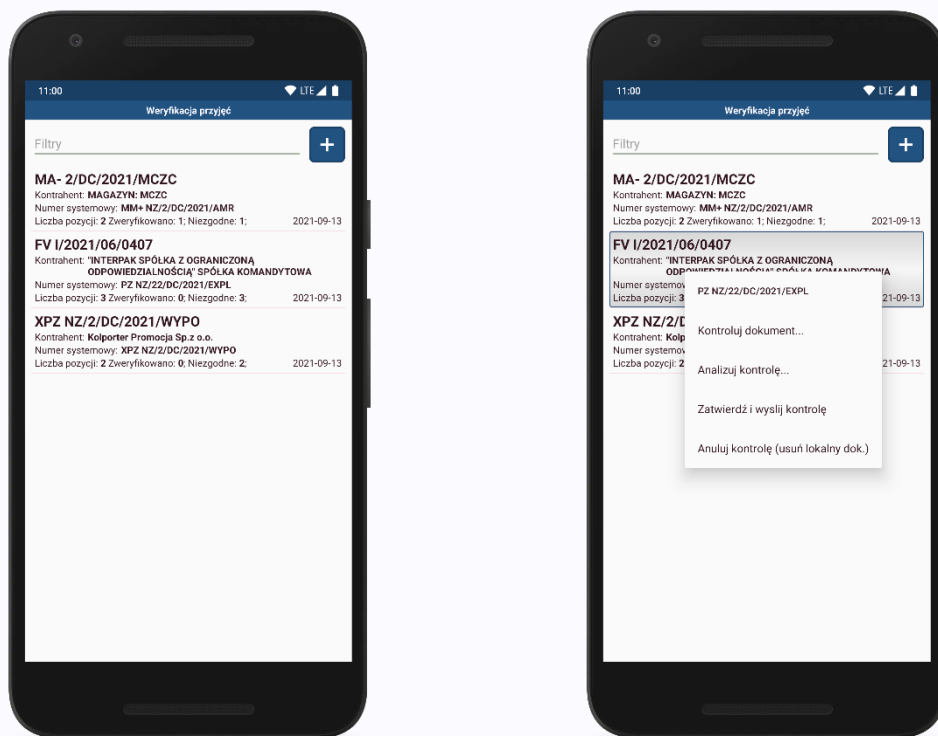 11:00 LTE
Weryfikacja przyjęć
Filtry
+
MA- 2/DC/2021/MCZC
Kontrahent: MAGAZYN: MCZC
Numer systemowy: MM+ NZ/2/DC/2021/AMR
Liczba pozycji: 2 Zweryfikowano: 1; Niezgodne: 1; 2021-09-13
FV I/2021/06/0407
Kontrahent: "INTERPAK SPÓŁKA Z OGRANICZONĄ
ODPOWIEDZIALNOŚCIĄ" SPÓŁKA KOMANDYTOWA
Numer systemowy: PZ NZ/22/DC/2021/EXPL
Liczba pozycji: 3 Zweryfikowano: 0; Niezgodne: 3; 2021-09-13
XPZ NZ/2/DC/2021/WYPO
Kontrahent: Kolporter Promocja Sp.z o.o.
Numer systemowy: XPZ NZ/2/DC/2021/WYPO
Liczba pozycji: 2 Zweryfikowano: 0; Niezgodne: 2; 2021-09-13
11:00 LTE
Weryfikacja przyjęć
Filtry
+
MA- 2/DC/2021/MCZC
Kontrahent: MAGAZYN: MCZC
Numer systemowy: MM+ NZ/2/DC/2021/AMR
Liczba pozycji: 2 Zweryfikowano: 1; Niezgodne: 1; 2021-09-13
FV I/2021/06/0407
Kontrahent: "INTERPAK SPÓŁKA Z OGRANICZONĄ
ODPOWIEDZIALNOŚCIĄ" SPÓŁKA KOMANDYTOWA
Numer systemow
Liczba pozycji: 3 21-09-13
XPZ NZ/2/D
Kontrahent: Kolp
Numer systemow
Liczba pozycji: 2 21-09-13
PZ NZ/22/DC/2021/EXPL
Kontroluj dokument...
Analizuj kontrolę...
Zatwierdź i wyslij kontrolę
Anuluj kontrolę (usuń lokalny dok.)